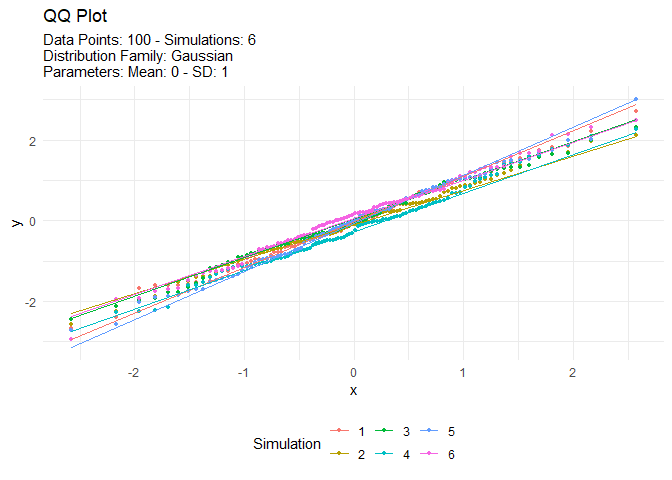 QQ Plot
Data Points: 100 - Simulations: 6
Distribution Family: Gaussian
Parameters: Mean: 0 - SD: 1
2
0
-2
y
-2 -1 0 1 2
x
Simulation 1 3 5
2 4 6